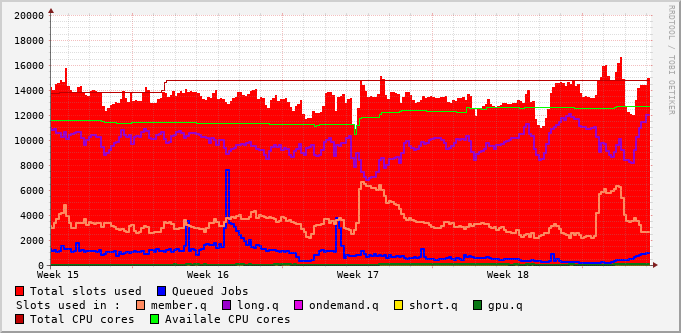 20000
18000
16000
14000
12000
10000
8000
6000
4000
2000
0
Week 15 Week 16 Week 17 Week 18
Total slots used Queued Jobs
Slots used in : member.q long.q ondemand.q short.q gpu.q
Total CPU cores Availale CPU cores
RRDTOOL / TOBI OETIKER